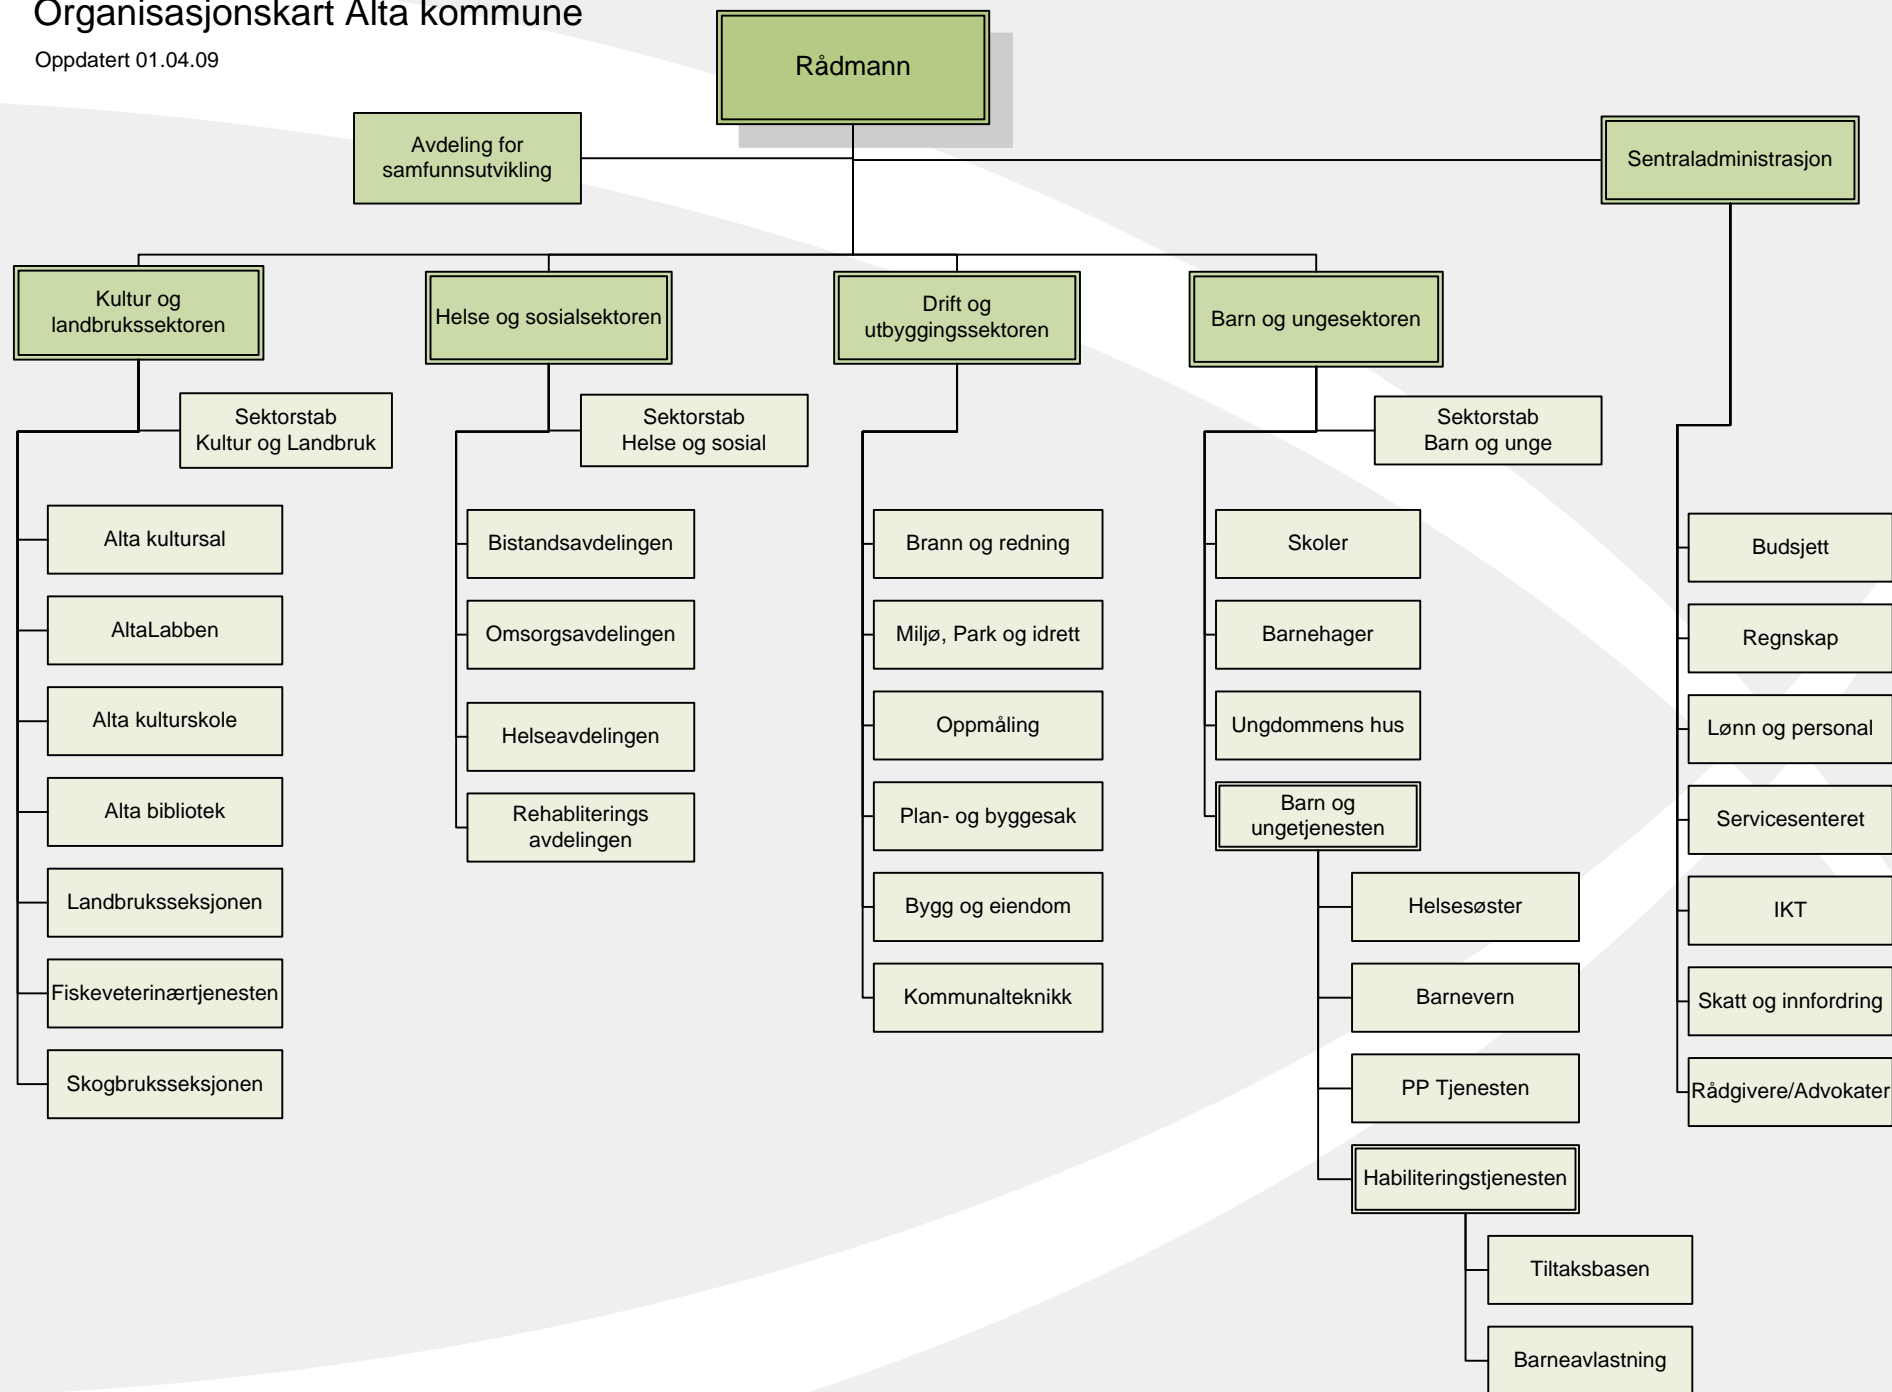 Organisasjonskart Alta kommune
Oppdatert 01.04.09
Rådmann
Avdeling for
samfunnsutvikling
Sentraladministrasjon
Kultur og
landbrukssektoren
Helse og sosialsektoren
Drift og
utbyggingssektoren
Barn og ungesektoren
Sektorstab
Kultur og Landbruk
Sektorstab
Helse og sosial
Sektorstab
Barn og unge
Alta kultursal
AltaLabben
Alta kulturskole
Alta bibliotek
Landbruksseksjonen
Fiskeveterinærtjenesten
Skogbruksseksjonen
Bistandsavdelingen
Omsorgsavdelingen
Helseavdelingen
Rehabliterings
avdelingen
Brann og redning
Miljø, Park og idrett
Oppmåling
Plan- og byggesak
Bygg og eiendom
Kommunalteknikk
Skoler
Barnehager
Ungdommens hus
Barn og
ungetjenesten
Helsesøster
Barnevern
PP Tjenesten
Habiliteringstjenesten
Tiltaksbasen
Barneavlastning
Budsjett
Regnskap
Lønn og personal
Servicesenteret
IKT
Skatt og innfordring
Rådgivere/Advokater